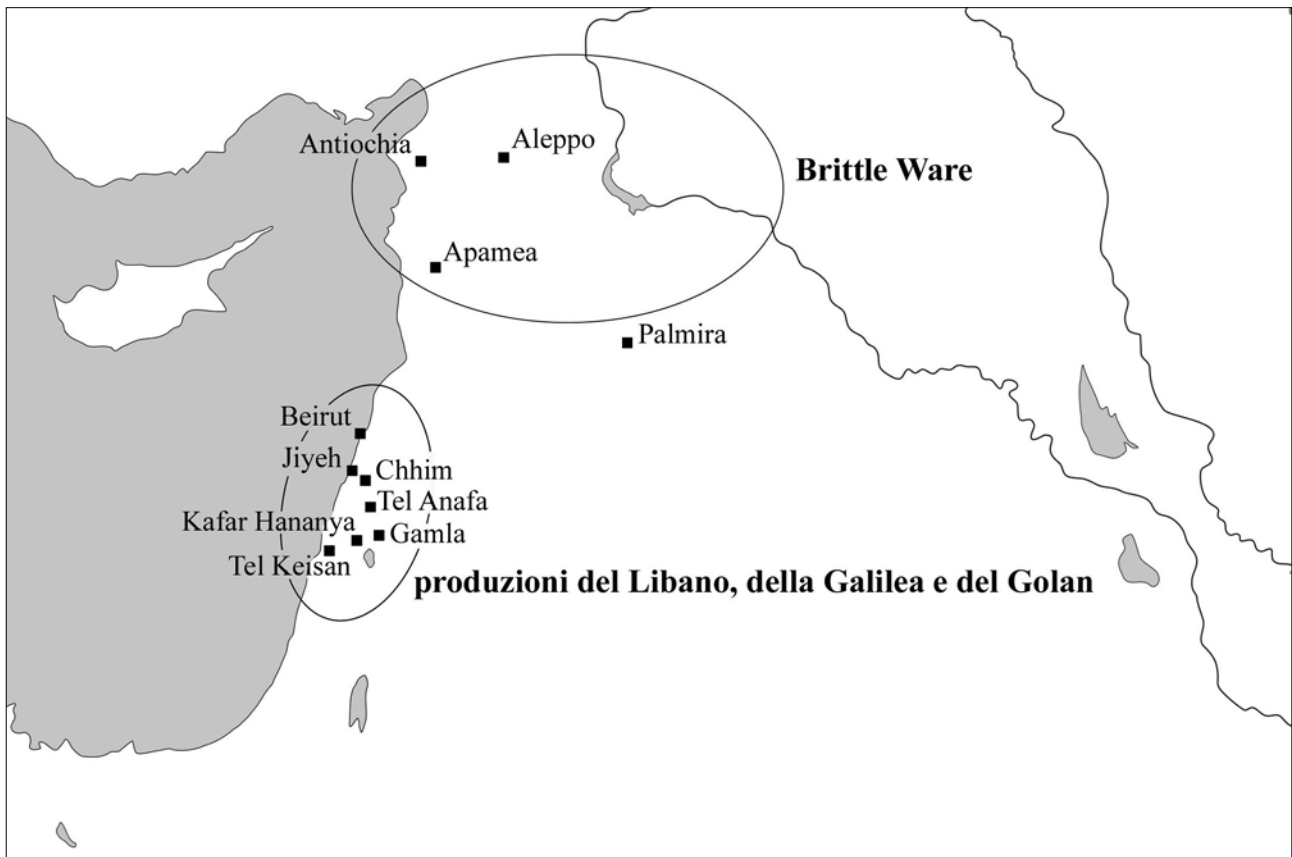 Antiochia
Aleppo
Brittle Ware
Apamea
Palmira
Beirut
Jiyeh
Chhim
Tel Anafa
Kafar Hananya
Gamla
Tel Keisan
produzioni del Libano, della Galilea e del Golan